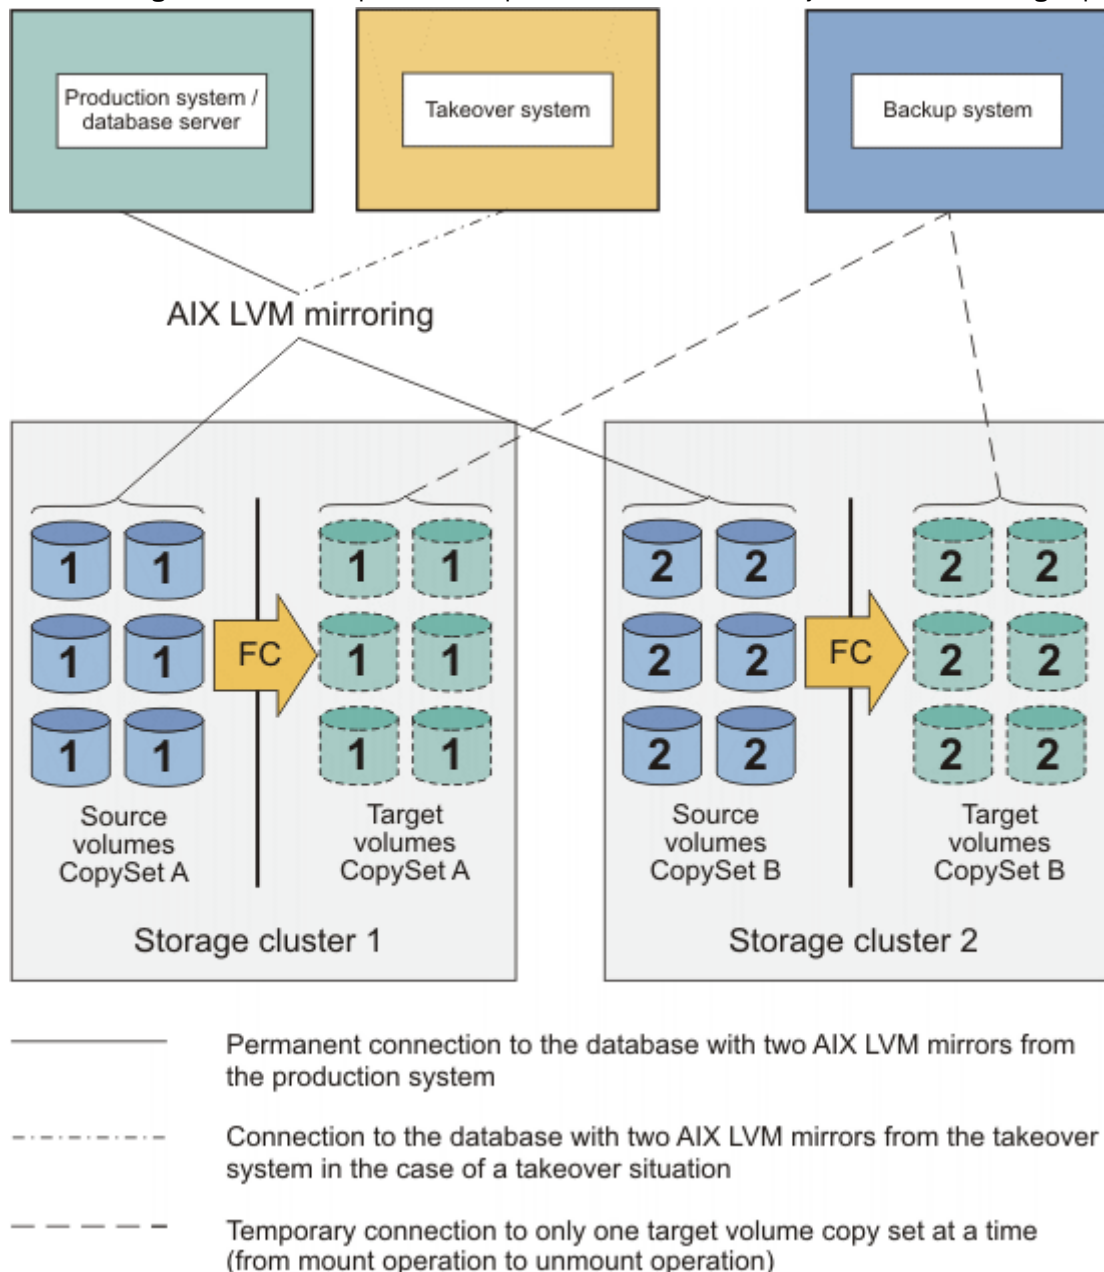 Production system /
database server
Takeover system
Backup system
AIX LVM mirroring
1 1 1 1
2 2 2 2
1 1 FC 1 1
2 2 FC 2 2
1 1 1 1
2 2 2 2
Source
volumes
CopySet A
Target
volumes
CopySet A
Source
volumes
CopySet B
Target
volumes
CopySet B
Storage cluster 1
Storage cluster 2
Permanent connection to the database with two AIX LVM mirrors from
the production system
Connection to the database with two AIX LVM mirrors from the takeover
system in the case of a takeover situation
Temporary connection to only one target volume copy set at a time
(from mount operation to unmount operation)